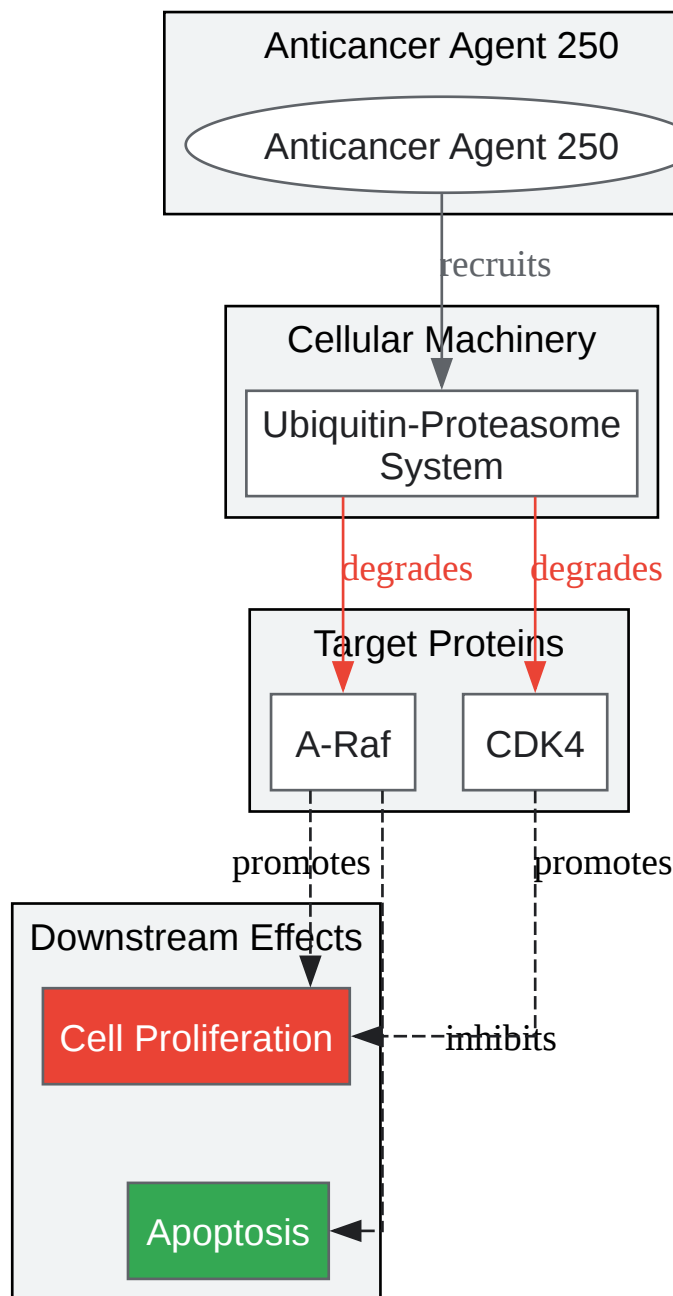 Anticancer Agent 250
Anticancer Agent 250
recruits
Cellular Machinery
Ubiquitin-Proteasome
System
degrades
degrades
Target Proteins
A-Raf
CDK4
promotes
promotes
Downstream Effects
Cell Proliferation
inhibits
Apoptosis